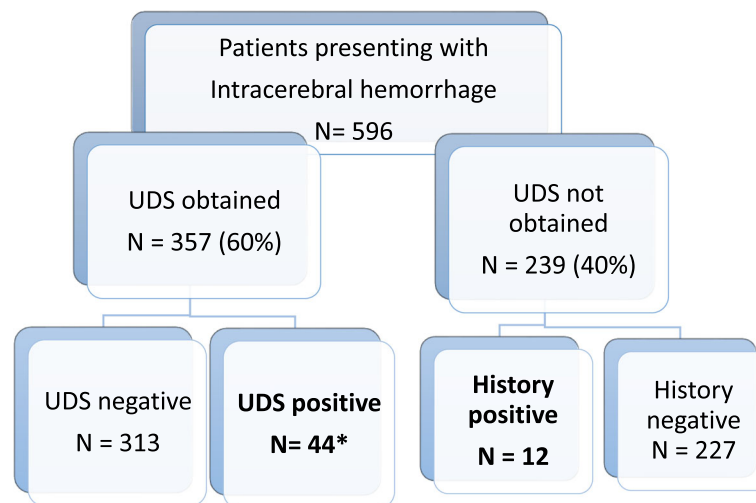 Patients presenting with
Intracerebral hemorrhage
N= 596
UDS obtained
N = 357 (60%)
UDS not
obtained
N = 239 (40%)
UDS negative
N = 313
UDS positive
N= 44*
History
positive
N = 12
History
negative
N = 227